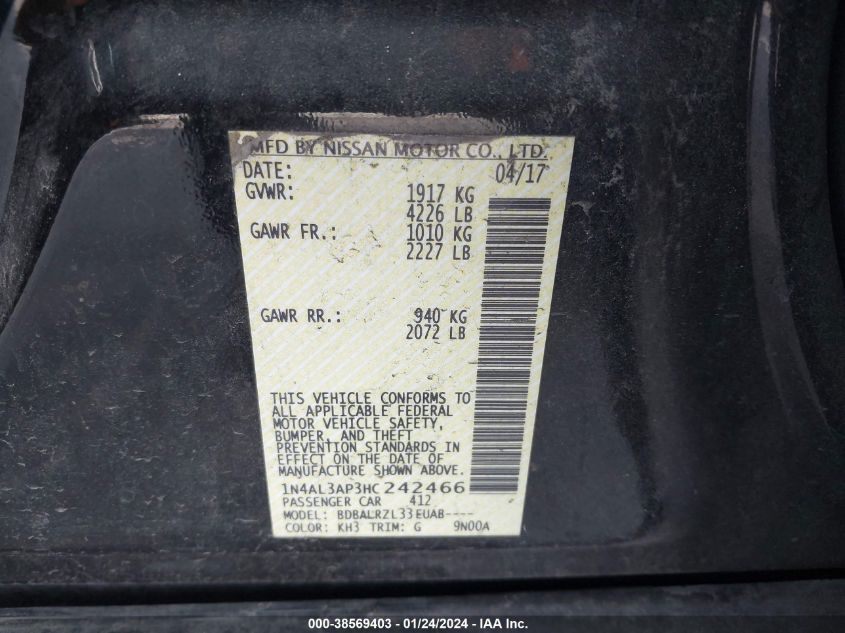 MFD BY NISSAN MOTOR CO., LTD.
DATE: 04/17
GVWR: 1917 KG
4226 LB
GAWR FR.: 1010 KG
2227 LB
GAWR RR.: 940 KG
2072 LB
THIS VEHICLE CONFORMS TO
ALL APPLICABLE FEDERAL
MOTOR VEHICLE SAFETY,
BUMPER, AND THEFT
PREVENTION STANDARDS IN
EFFECT ON THE DATE OF
MANUFACTURE SHOWN ABOVE.
1N4AL3AP3HC242466
PASSENGER CAR 412
MODEL: BDBALRZL33EUAB----
COLOR: KH3 TRIM: G 9N00A
000-38569403 - 01/24/2024 - IAA Inc.